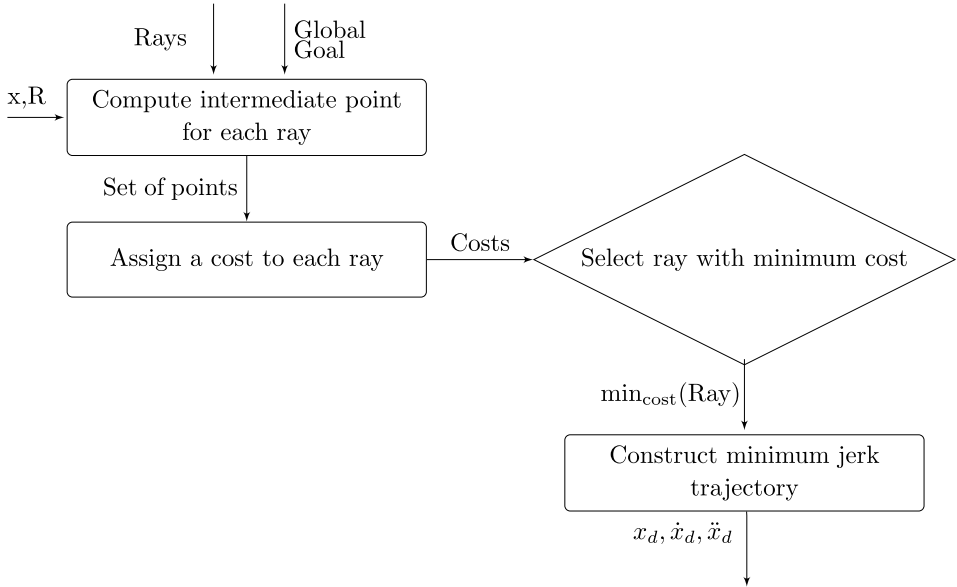 Rays
Global
Goal
x,R
Compute intermediate point
for each ray
Set of points
Assign a cost to each ray
Costs
Select ray with minimum cost
min_cost(Ray)
Construct minimum jerk
trajectory
x_d, ẋ_d, ẍ_d